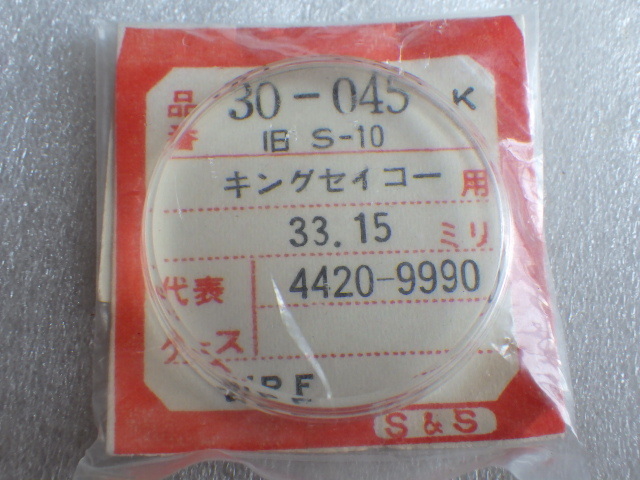 品番 30-045 K
旧 S-10
キングセイコー 用
33.15 ミリ
代表 4420-9990
ケース
S & S